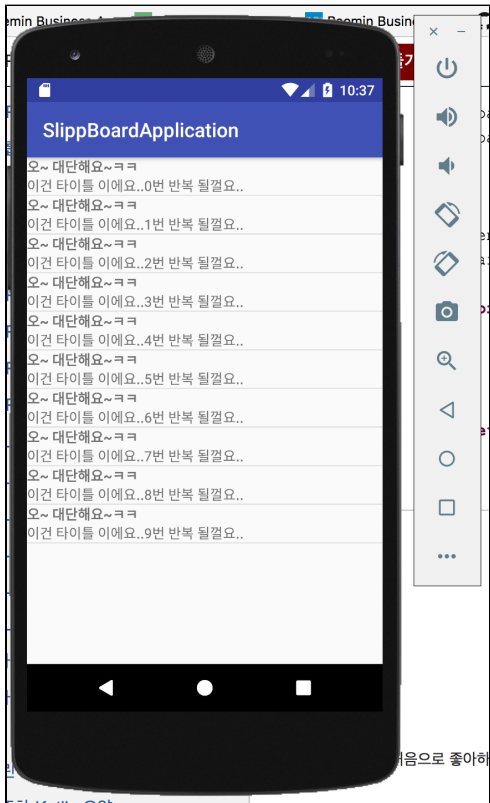 emin Business
Baemin Busin
10:37
SlippBoardApplication
오~ 대단해요~ㅋㅋ
이건 타이틀 이에요..0번 반복 될껄요..
오~ 대단해요~ㅋㅋ
이건 타이틀 이에요..1번 반복 될껄요..
오~ 대단해요~ㅋㅋ
이건 타이틀 이에요..2번 반복 될껄요..
오~ 대단해요~ㅋㅋ
이건 타이틀 이에요..3번 반복 될껄요..
오~ 대단해요~ㅋㅋ
이건 타이틀 이에요..4번 반복 될껄요..
오~ 대단해요~ㅋㅋ
이건 타이틀 이에요..5번 반복 될껄요..
오~ 대단해요~ㅋㅋ
이건 타이틀 이에요..6번 반복 될껄요..
오~ 대단해요~ㅋㅋ
이건 타이틀 이에요..7번 반복 될껄요..
오~ 대단해요~ㅋㅋ
이건 타이틀 이에요..8번 반복 될껄요..
오~ 대단해요~ㅋㅋ
이건 타이틀 이에요..9번 반복 될껄요..
음으로 좋아하